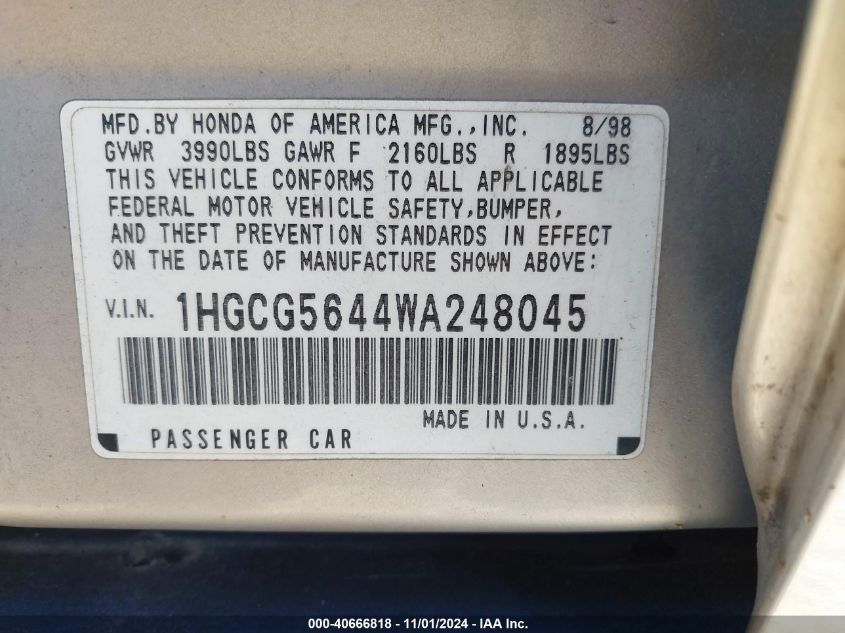 MFD.BY HONDA OF AMERICA MFG.,INC. 8/98
GVWR 3990LBS GAWR F 2160LBS R 1895LBS
THIS VEHICLE CONFORMS TO ALL APPLICABLE
FEDERAL MOTOR VEHICLE SAFETY,BUMPER,
AND THEFT PREVENTION STANDARDS IN EFFECT
ON THE DATE OF MANUFACTURE SHOWN ABOVE:
V.I.N. 1HGCG5644WA248045
MADE IN U.S.A.
PASSENGER CAR
000-40666818 - 11/01/2024 - IAA Inc.